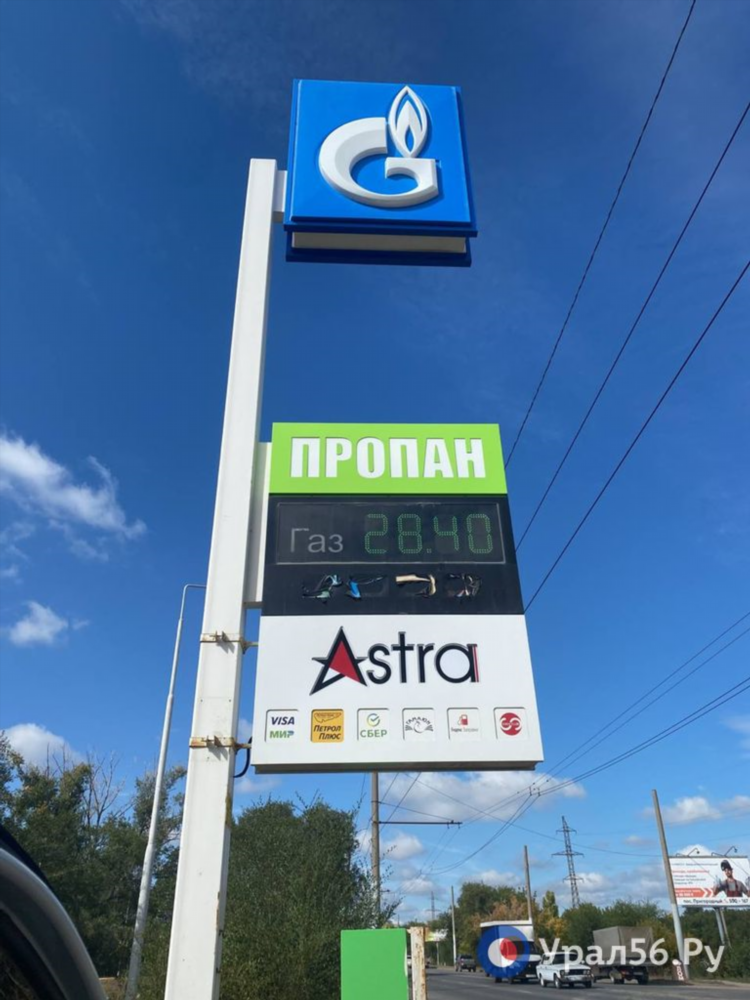 ПРОПАН
Газ 28.40
Astra
VISA
МИР
ПЕТРОЛ
ПЛЮС
СБЕР
Урал56.Ру